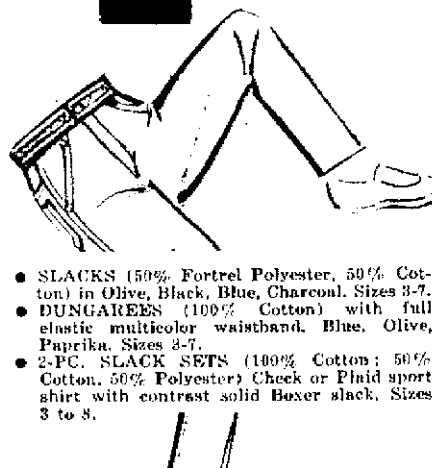 ● SLACKS (50% Fortrel Polyester, 50% Cot-
ton) in Olive, Black, Blue, Charcoal. Sizes 3-7.
● DUNGAREES (100% Cotton) with full
elastic multicolor waistband. Blue, Olive,
Paprika. Sizes 3-7.
● 2-PC. SLACK SETS (100% Cotton; 50%
Cotton, 50% Polyester) Check or Plaid sport
shirt with contrast solid Boxer slack. Sizes
3 to 8.